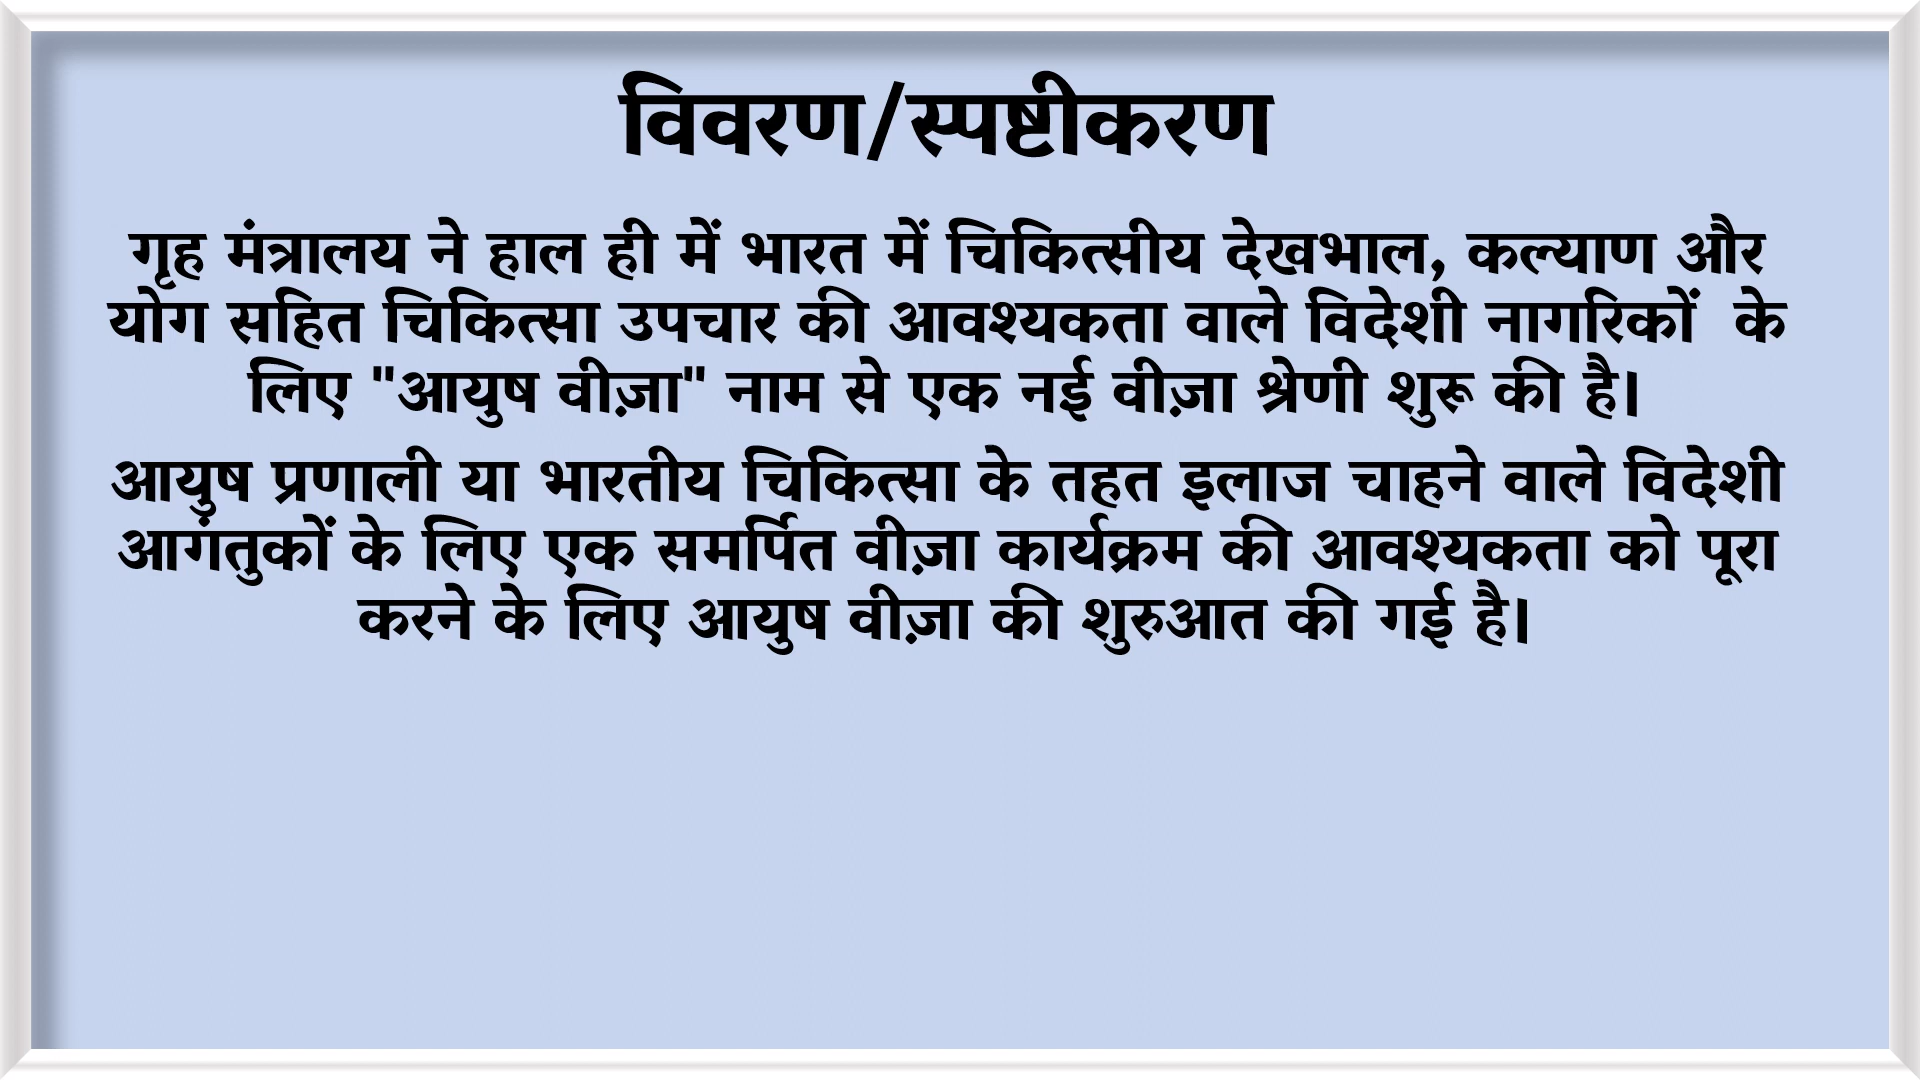 विवरण/स्पष्टीकरण
गृह मंत्रालय ने हाल ही में भारत में चिकित्सीय देखभाल, कल्याण और
योग सहित चिकित्सा उपचार की आवश्यकता वाले विदेशी नागरिकों के
लिए "आयुष वीज़ा" नाम से एक नई वीज़ा श्रेणी शुरू की है।
आयुष प्रणाली या भारतीय चिकित्सा के तहत इलाज चाहने वाले विदेशी
आगंतुकों के लिए एक समर्पित वीज़ा कार्यक्रम की आवश्यकता को पूरा
करने के लिए आयुष वीज़ा की शुरुआत की गई है।